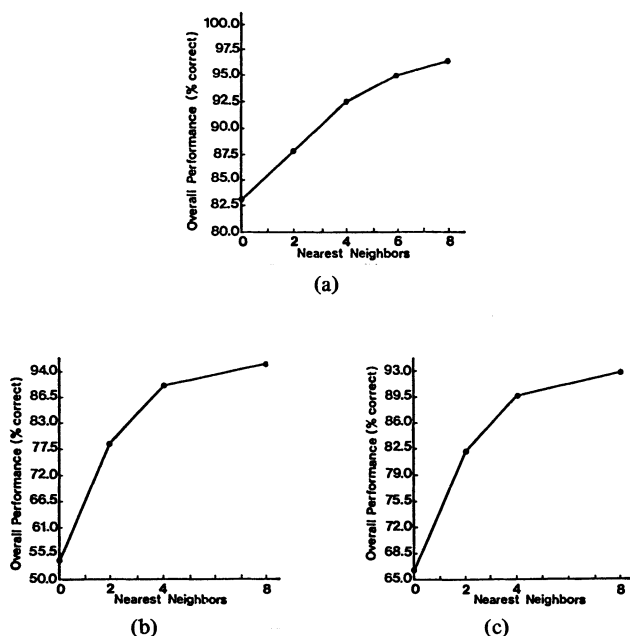 Overall Performance (% correct)
100.0
97.5
95.0
92.5
90.0
87.5
85.0
82.5
80.0
0 2 4 6 8
Nearest Neighbors
(a)
Overall Performance (% correct)
94.0
86.5
83.0
77.5
72.0
66.5
61.0
55.5
50.0
0 2 4 8
Nearest Neighbors
(b)
Overall Performance (% correct)
93.0
89.5
86.0
82.5
79.0
75.5
72.0
68.5
65.0
0 2 4 8
Nearest Neighbors
(c)